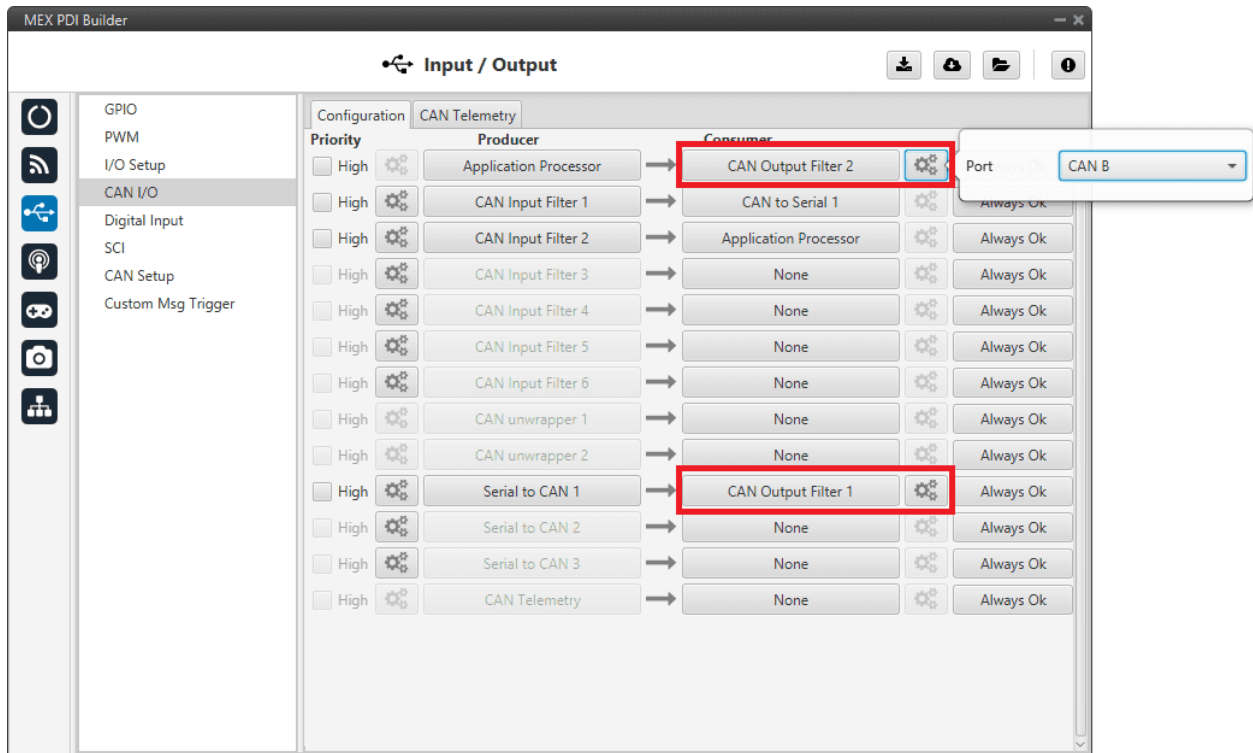 MEX PDI Builder
Input / Output
GPIO
PWM
I/O Setup
CAN I/O
Digital Input
SCI
CAN Setup
Custom Msg Trigger
Configuration CAN Telemetry
Priority Producer Consumer
High Application Processor CAN Output Filter 2 Port CAN B
High CAN Input Filter 1 CAN to Serial 1 Always Ok
High CAN Input Filter 2 Application Processor Always Ok
High CAN Input Filter 3 None Always Ok
High CAN Input Filter 4 None Always Ok
High CAN Input Filter 5 None Always Ok
High CAN Input Filter 6 None Always Ok
High CAN unwrapper 1 None Always Ok
High CAN unwrapper 2 None Always Ok
High Serial to CAN 1 CAN Output Filter 1 Always Ok
High Serial to CAN 2 None Always Ok
High Serial to CAN 3 None Always Ok
High CAN Telemetry None Always Ok